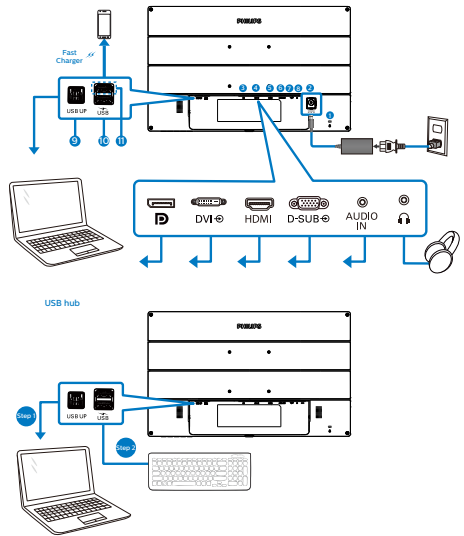 PHILIPS
Fast
Charger
3 4 5 6 7 8 2
1
USB UP
USB
9 10 11
DVI
HDMI
D-SUB
AUDIO
IN
USB hub
PHILIPS
Step 1
USB UP
USB
Step 2